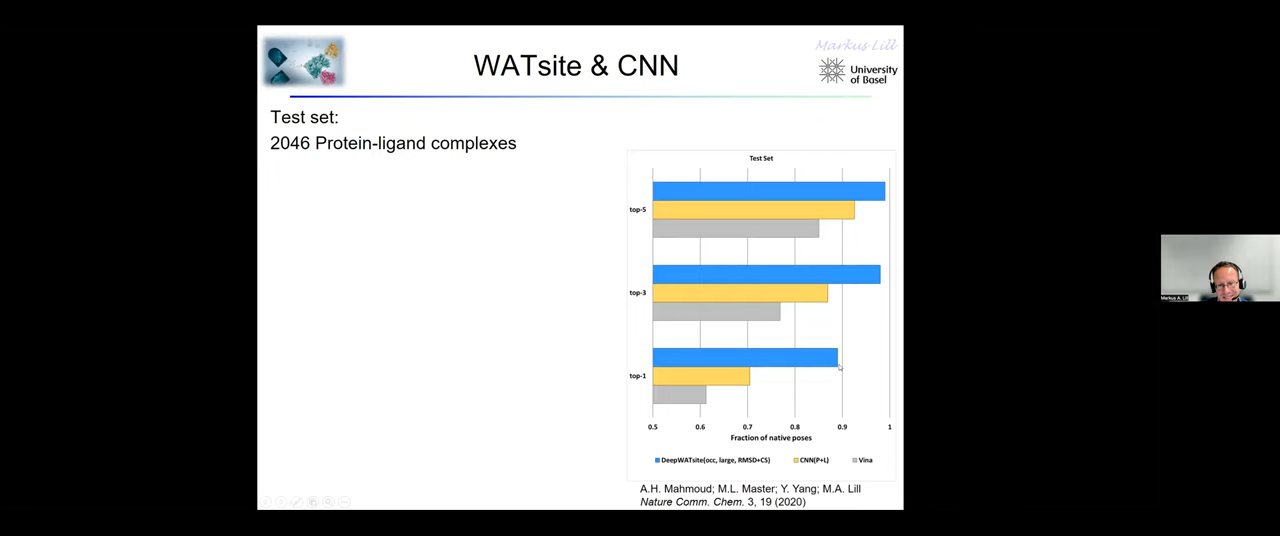 WATsite & CNN
Markus Lill
University
of Basel
Test set:
2046 Protein-ligand complexes
Test Set
top-5
top-3
top-1
0.5 0.6 0.7 0.8 0.9 1
Fraction of native poses
DeepWATsite(occ, large, RMSD+CS) CNN(P+L) Vina
A.H. Mahmoud; M.L. Master; Y. Yang; M.A. Lill
Nature Comm. Chem. 3, 19 (2020)
Markus A. Lill